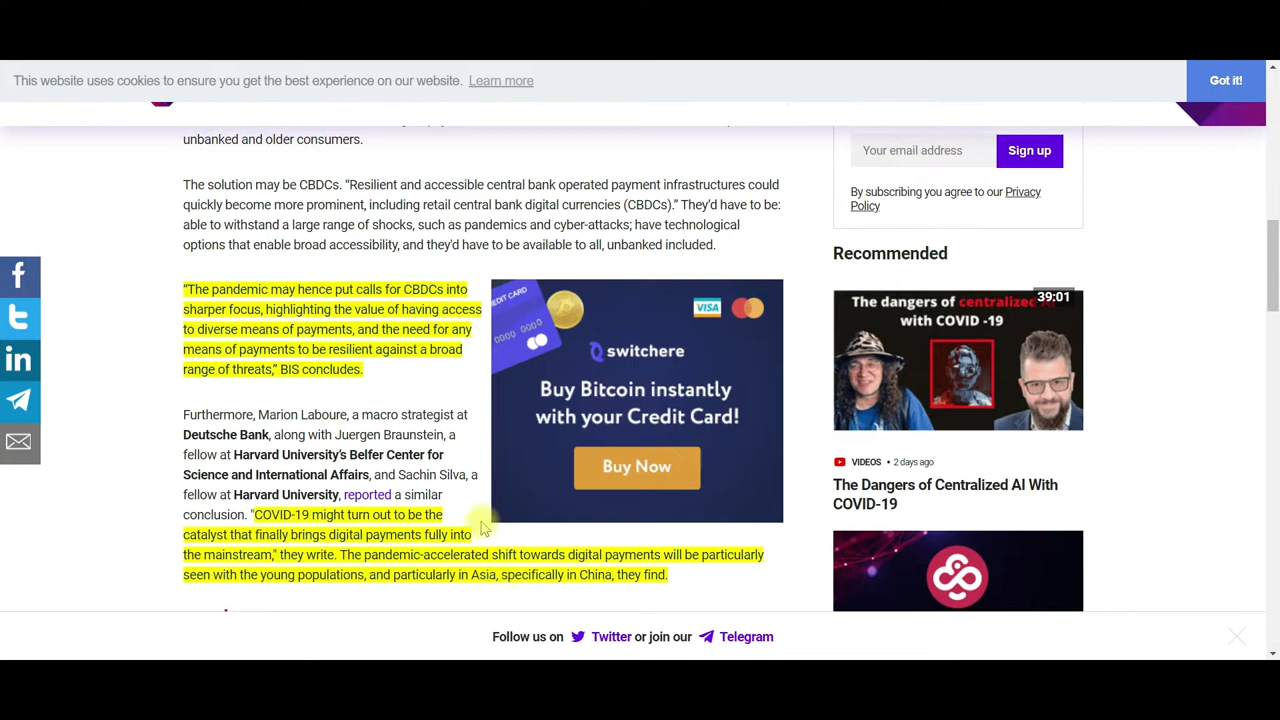 This website uses cookies to ensure you get the best experience on our website. Learn more
Got it!
unbanked and older consumers.
The solution may be CBDCs. “Resilient and accessible central bank operated payment infrastructures could
quickly become more prominent, including retail central bank digital currencies (CBDCs).” They’d have to be:
able to withstand a large range of shocks, such as pandemics and cyber-attacks; have technological
options that enable broad accessibility, and they'd have to be available to all, unbanked included.
“The pandemic may hence put calls for CBDCs into
sharper focus, highlighting the value of having access
to diverse means of payments, and the need for any
means of payments to be resilient against a broad
range of threats,” BIS concludes.
Furthermore, Marion Laboure, a macro strategist at
Deutsche Bank, along with Juergen Braunstein, a
fellow at Harvard University’s Belfer Center for
Science and International Affairs, and Sachin Silva, a
fellow at Harvard University, reported a similar
conclusion. "COVID-19 might turn out to be the
catalyst that finally brings digital payments fully into
the mainstream," they write. The pandemic-accelerated shift towards digital payments will be particularly
seen with the young populations, and particularly in Asia, specifically in China, they find.
CREDIT CARD
0000 0000
VISA
switchere
Buy Bitcoin instantly
with your Credit Card!
Buy Now
Your email address
Sign up
By subscribing you agree to our Privacy
Policy
Recommended
39:01
The dangers of centralized
with COVID -19
VIDEOS • 2 days ago
The Dangers of Centralized AI With
COVID-19
Follow us on Twitter or join our Telegram